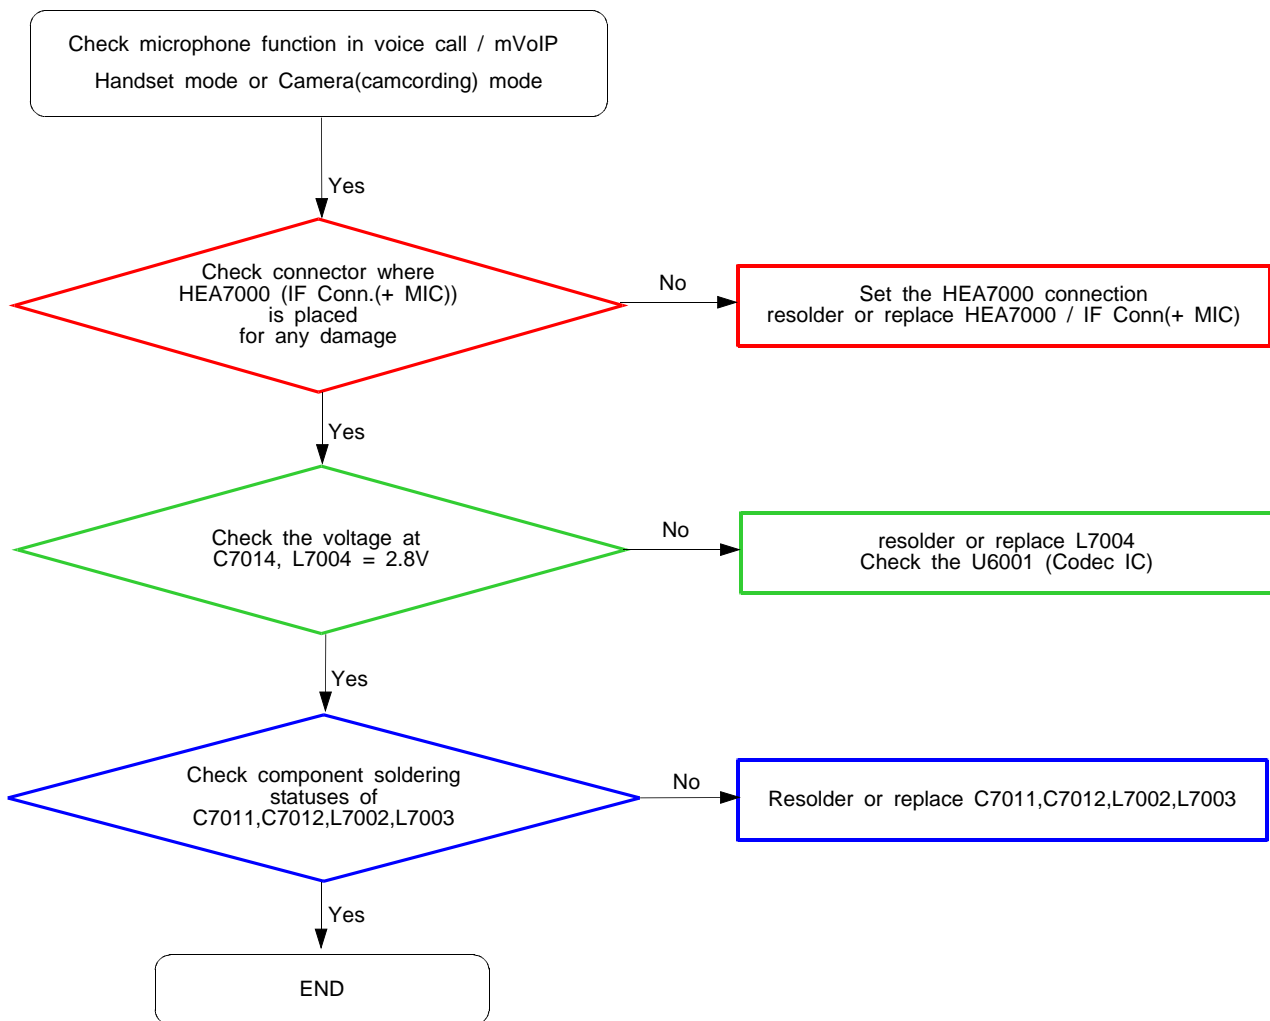 Check microphone function in voice call / mVoIP
Handset mode or Camera(camcording) mode
Yes
Check connector where
HEA7000 (IF Conn.(+ MIC))
is placed
for any damage
No
Set the HEA7000 connection
resolder or replace HEA7000 / IF Conn(+ MIC)
Yes
Check the voltage at
C7014, L7004 = 2.8V
No
resolder or replace L7004
Check the U6001 (Codec IC)
Yes
Check component soldering
statuses of
C7011,C7012,L7002,L7003
No
Resolder or replace C7011,C7012,L7002,L7003
Yes
END